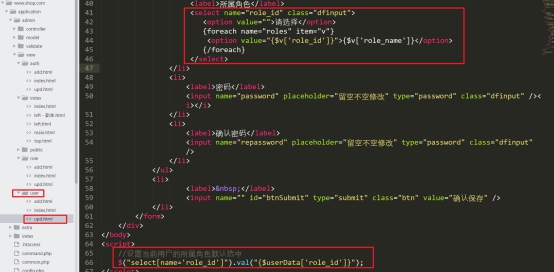 www.shop.com
application
admin
controller
model
validate
view
auth
add.html
index.html
upd.html
index
index.html
left - 副本.html
left.html
main.html
top.html
public
role
add.html
index.html
upd.html
user
add.html
index.html
upd.html
extra
index
.htaccess
command.php
common.php
config.php
40 <label>所属角色</label>
41 <select name="role_id" class="dfinput">
42 <option value="">请选择</option>
43 {foreach name="roles" item="v"}
44 <option value="{$v['role_id']}">{$v['role_name']}</option>
45 {/foreach}
46 </select>
47 </li>
48 <li>
49 <label>密码</label>
50 <input name="password" placeholder="留空不空修改" type="password" class="dfinput" /><
i></i>
51 </li>
52 <li>
53 <label>确认密码</label>
54 <input name="repassword" placeholder="留空不空修改" type="password" class="dfinput"
/>
55 </li>
56 </ul>
57 <li>
58 <label>&nbsp;</label>
59 <input name="" id="btnSubmit" type="submit" class="btn" value="确认保存" />
60 </li>
61 </form>
62 </div>
63 </body>
64 <script>
65 //设置当前用户的所属角色默认选中
66 $("select[name='role_id']").val("{$userData['role_id']}");
67 </script>